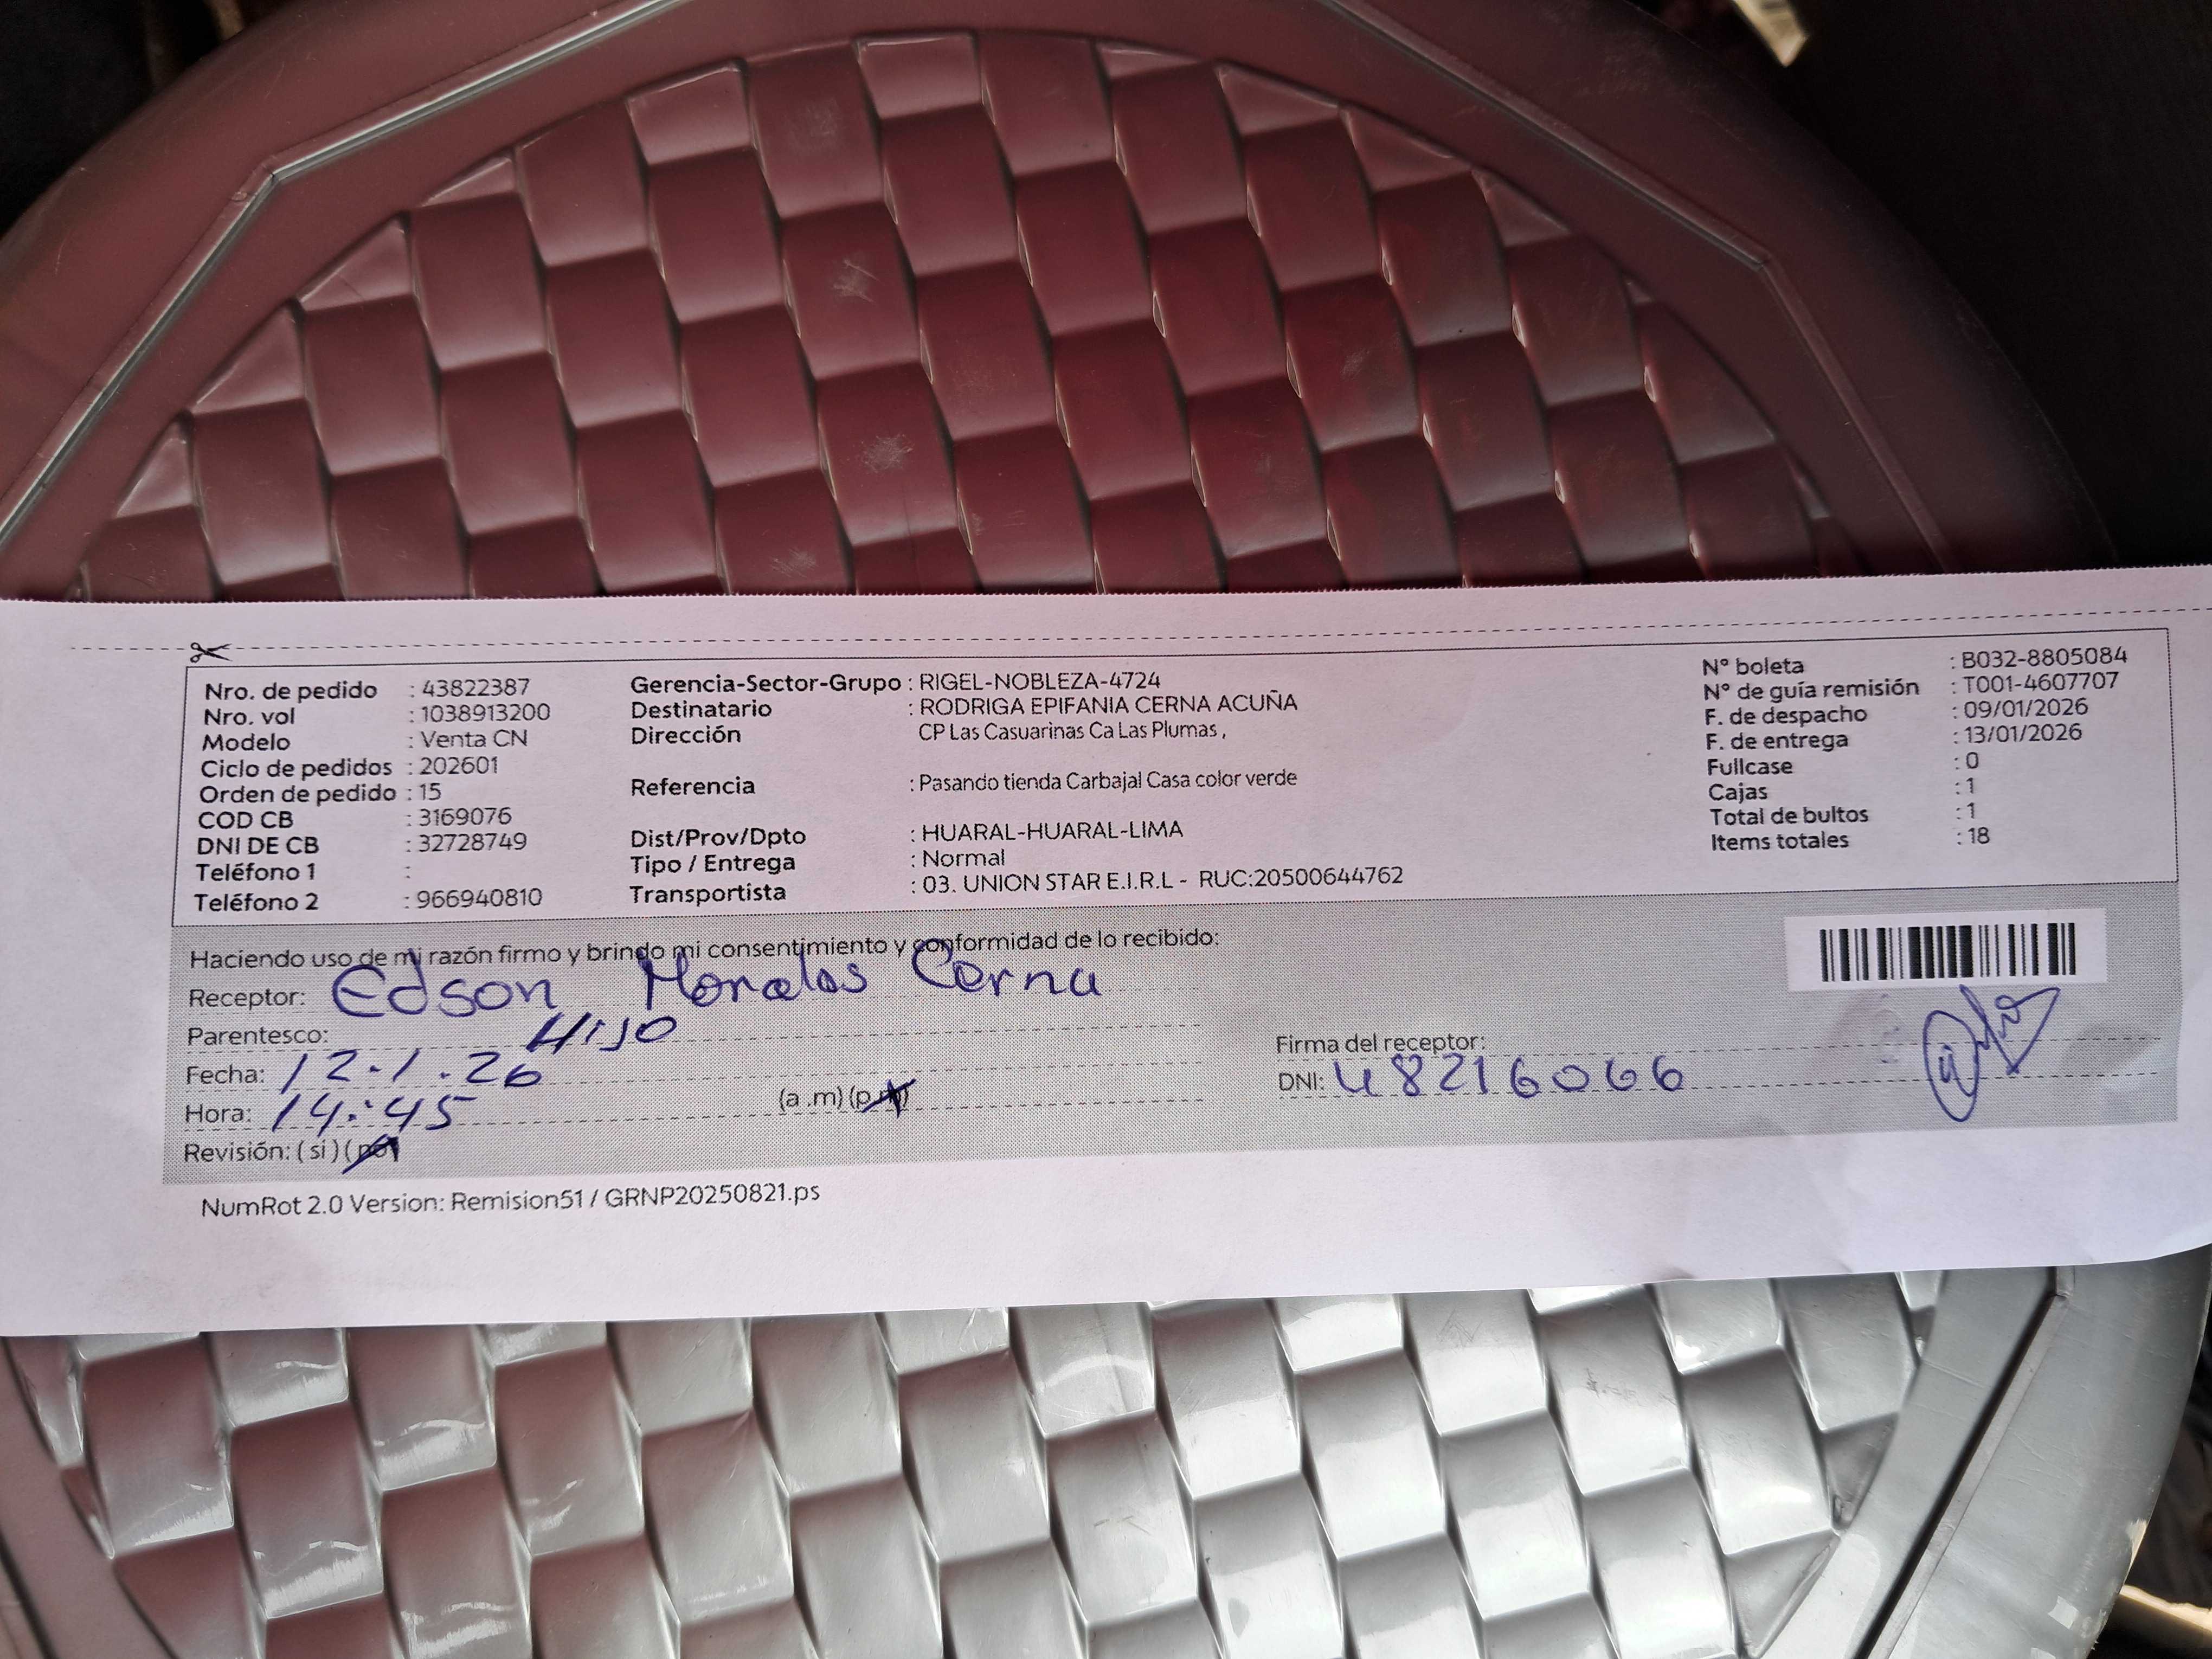 Nro. de pedido : 43822387
Nro. vol : 1038913200
Modelo : Venta CN
Ciclo de pedidos : 202601
Orden de pedido : 15
COD CB : 3169076
DNI DE CB : 32728749
Teléfono 1 :
Teléfono 2 : 966940810
Gerencia-Sector-Grupo : RIGEL-NOBLEZA-4724
Destinatario : RODRIGA EPIFANIA CERNA ACUÑA
Dirección CP Las Casuarinas Ca Las Plumas ,
Referencia : Pasando tienda Carbajal Casa color verde
Dist/Prov/Dpto : HUARAL-HUARAL-LIMA
Tipo / Entrega : Normal
Transportista : 03. UNION STAR E.I.R.L - RUC:20500644762
N° boleta : B032-8805084
N° de guía remisión : T001-4607707
F. de despacho : 09/01/2026
F. de entrega : 13/01/2026
Fullcase : 0
Cajas : 1
Total de bultos : 1
Items totales : 18
Haciendo uso de mi razón firmo y brindo mi consentimiento y conformidad de lo recibido:
Receptor: Edson Morales Cerna
Parentesco: Hijo
Fecha: 12.1.26
Hora: 14:45 (a .m) (p.m)
Revisión: ( si ) ( no )
Firma del receptor:
DNI: 48216066
NumRot 2.0 Version: Remision51 / GRNP20250821.ps